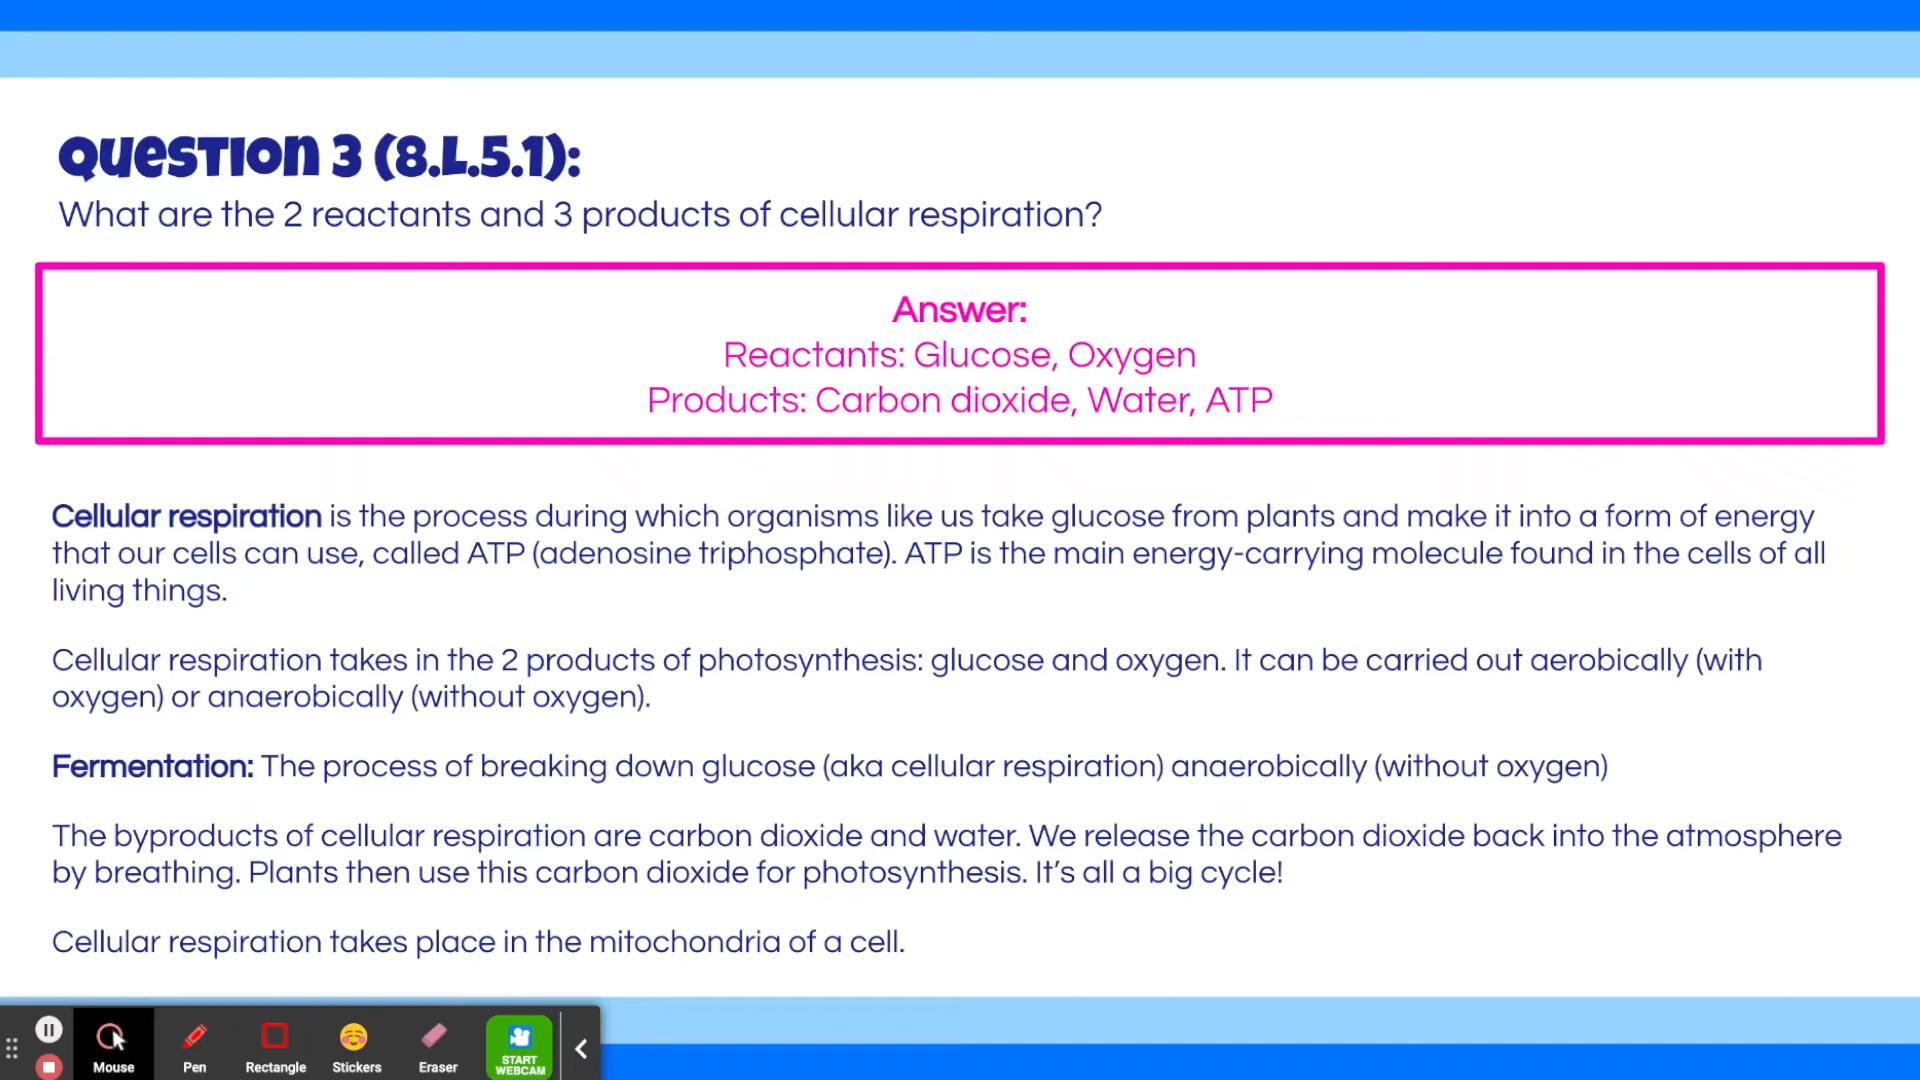 Question 3 (8.L.5.1):
What are the 2 reactants and 3 products of cellular respiration?
Answer:
Reactants: Glucose, Oxygen
Products: Carbon dioxide, Water, ATP
Cellular respiration is the process during which organisms like us take glucose from plants and make it into a form of energy
that our cells can use, called ATP (adenosine triphosphate). ATP is the main energy-carrying molecule found in the cells of all
living things.
Cellular respiration takes in the 2 products of photosynthesis: glucose and oxygen. It can be carried out aerobically (with
oxygen) or anaerobically (without oxygen).
Fermentation: The process of breaking down glucose (aka cellular respiration) anaerobically (without oxygen)
The byproducts of cellular respiration are carbon dioxide and water. We release the carbon dioxide back into the atmosphere
by breathing. Plants then use this carbon dioxide for photosynthesis. It’s all a big cycle!
Cellular respiration takes place in the mitochondria of a cell.
Mouse Pen Rectangle Stickers Eraser START
WEBCAM